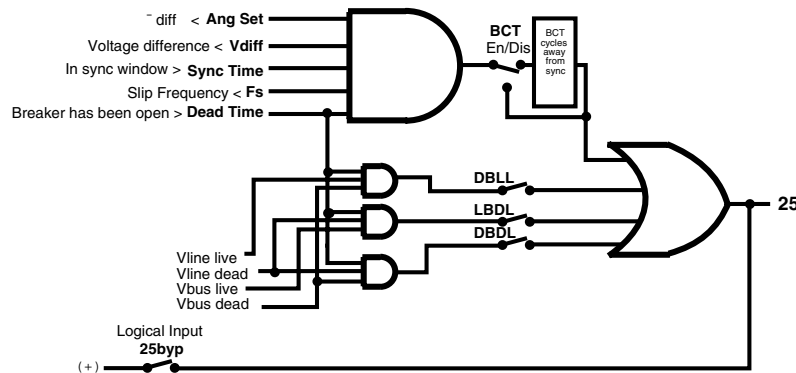 ¯ diff < Ang Set
Voltage difference < Vdiff
In sync window > Sync Time
Slip Frequency < Fs
Breaker has been open > Dead Time
BCT
En/Dis
BCT
cycles
away
from
sync
DBLL
LBDL
DBDL
25
Vline live
Vline dead
Vbus live
Vbus dead
Logical Input
25byp
(+)